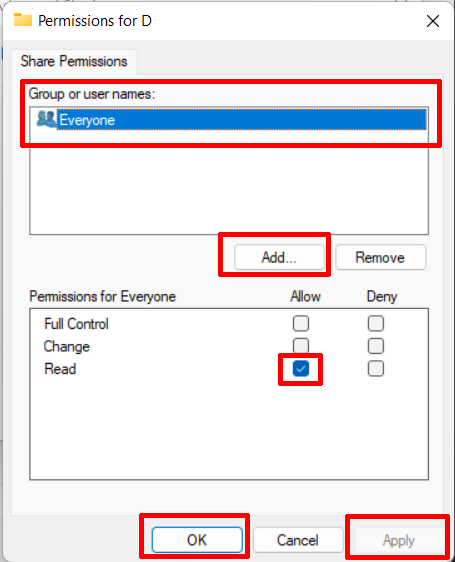 Permissions for D
Share Permissions
Group or user names:
Everyone
Add...
Remove
Permissions for Everyone
Allow
Deny
Full Control
Change
Read
OK
Cancel
Apply